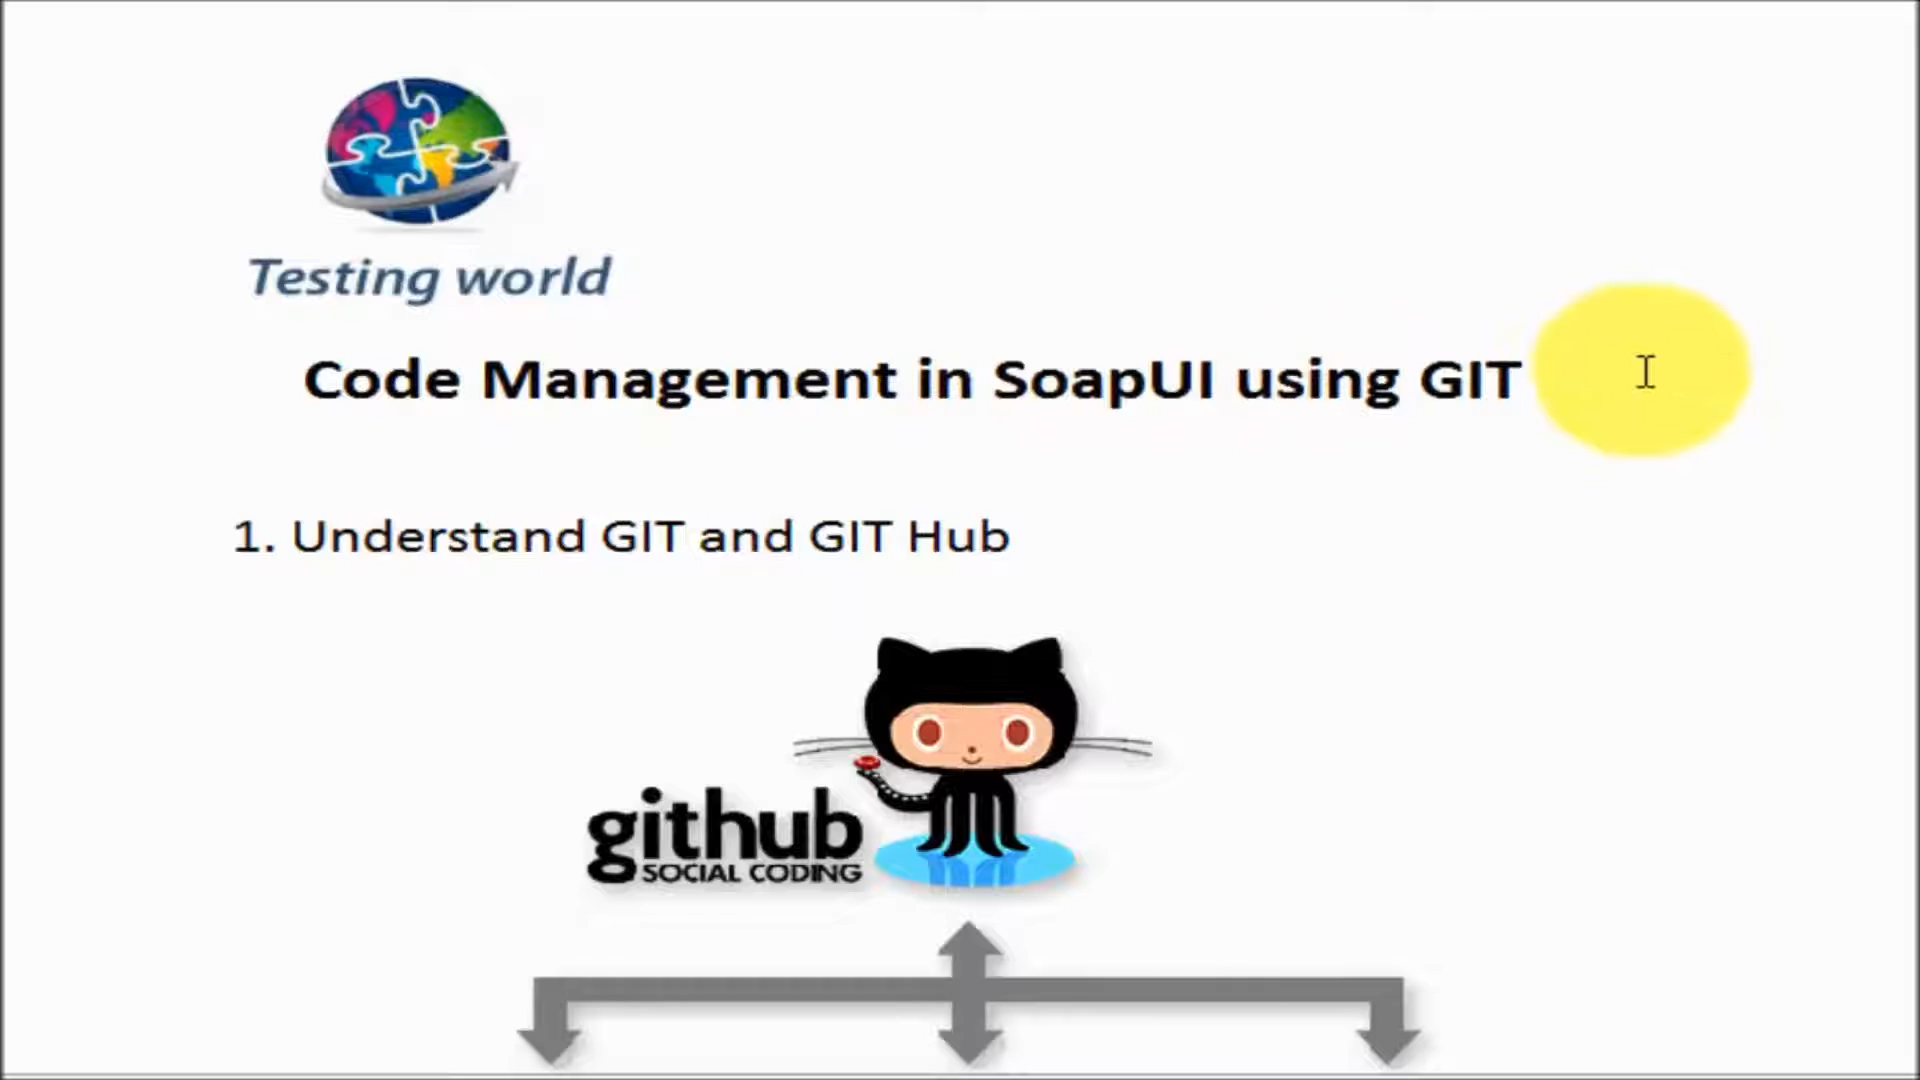 Testing world
Code Management in SoapUI using GIT
1. Understand GIT and GIT Hub
github
SOCIAL CODING